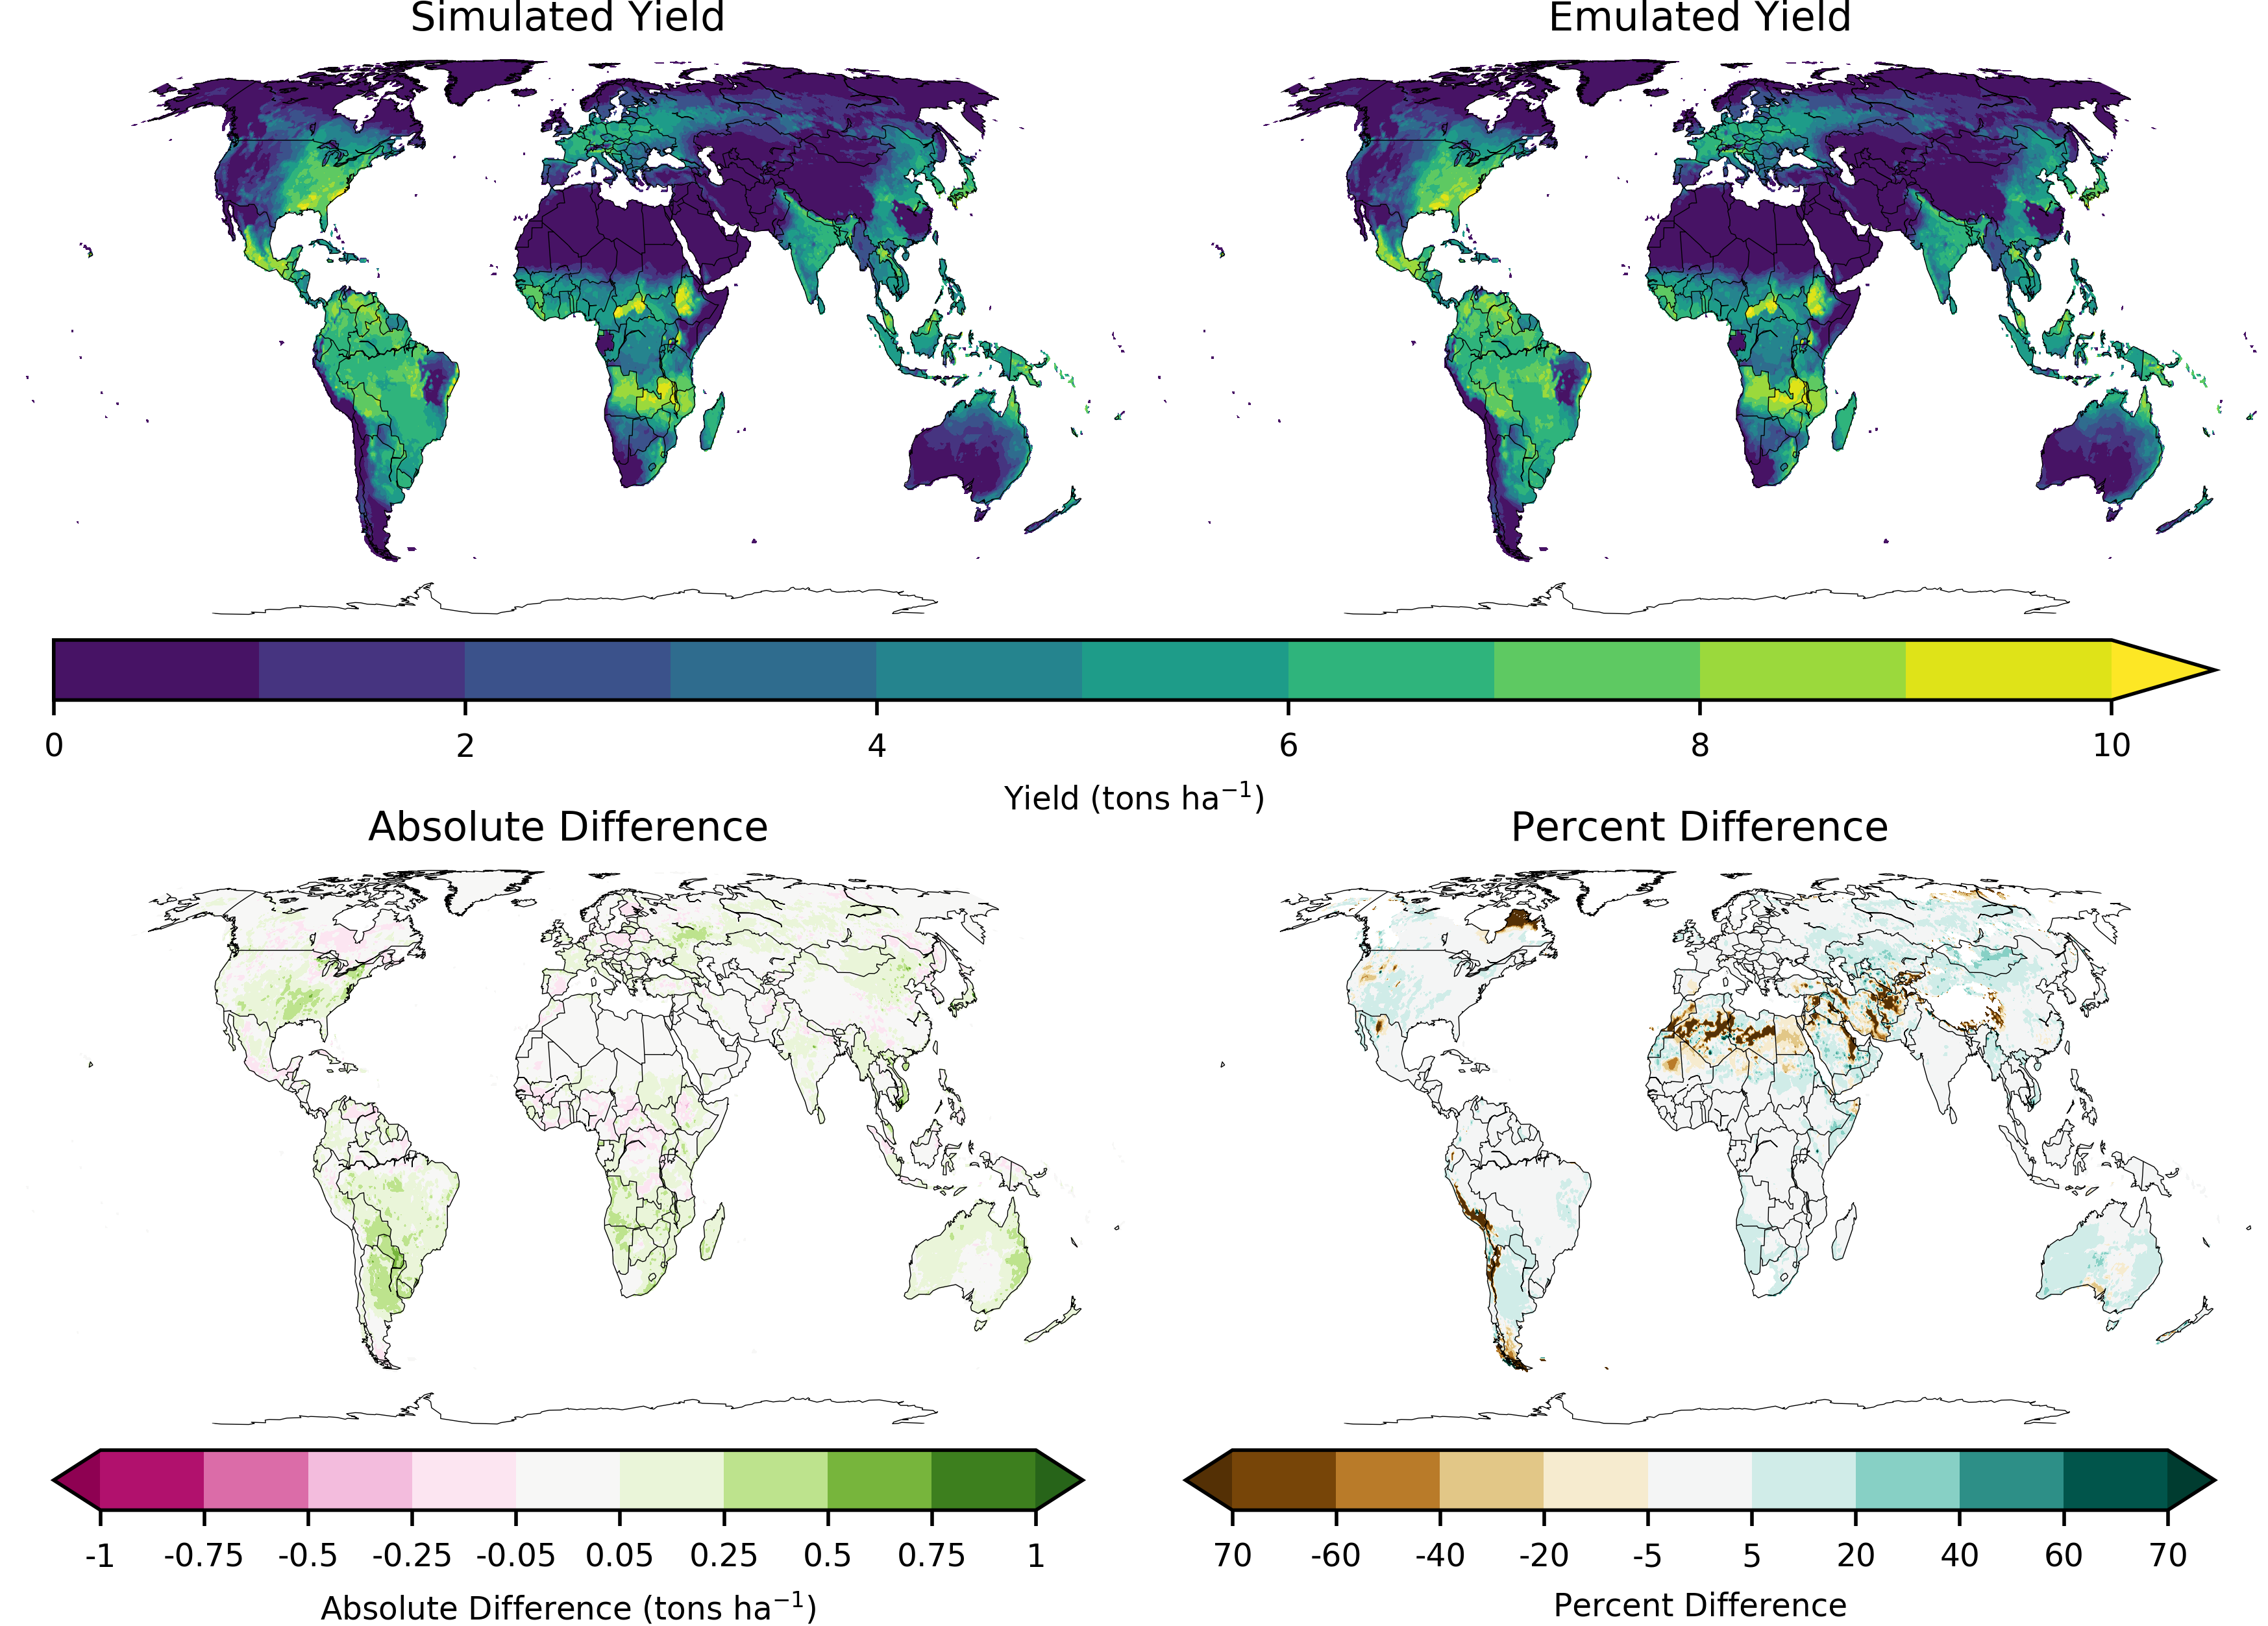 Simulated Yield
Emulated Yield
0 2 4 6 8 10
Yield (tons ha⁻¹)
Absolute Difference
Percent Difference
-1 -0.75 -0.5 -0.25 -0.05 0.05 0.25 0.5 0.75 1
Absolute Difference (tons ha⁻¹)
70 -60 -40 -20 -5 5 20 40 60 70
Percent Difference